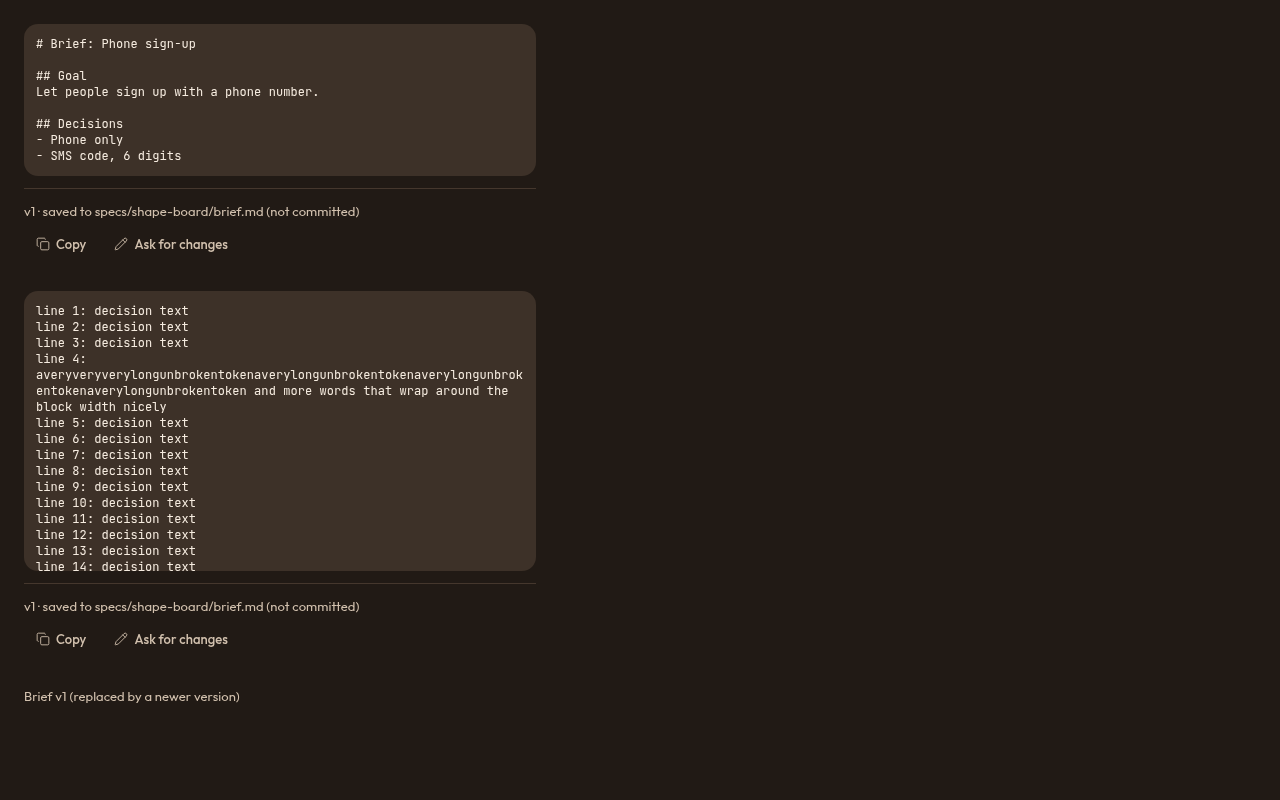 # Brief: Phone sign-up
## Goal
Let people sign up with a phone number.
## Decisions
- Phone only
- SMS code, 6 digits
v1 · saved to specs/shape-board/brief.md (not committed)
Copy
Ask for changes
line 1: decision text
line 2: decision text
line 3: decision text
line 4:
averyveryverylongunbrokentokenaverylongunbrokentokenaverylongunbrok
entokenaverylongunbrokentoken and more words that wrap around the
block width nicely
line 5: decision text
line 6: decision text
line 7: decision text
line 8: decision text
line 9: decision text
line 10: decision text
line 11: decision text
line 12: decision text
line 13: decision text
line 14: decision text
v1 · saved to specs/shape-board/brief.md (not committed)
Copy
Ask for changes
Brief v1 (replaced by a newer version)